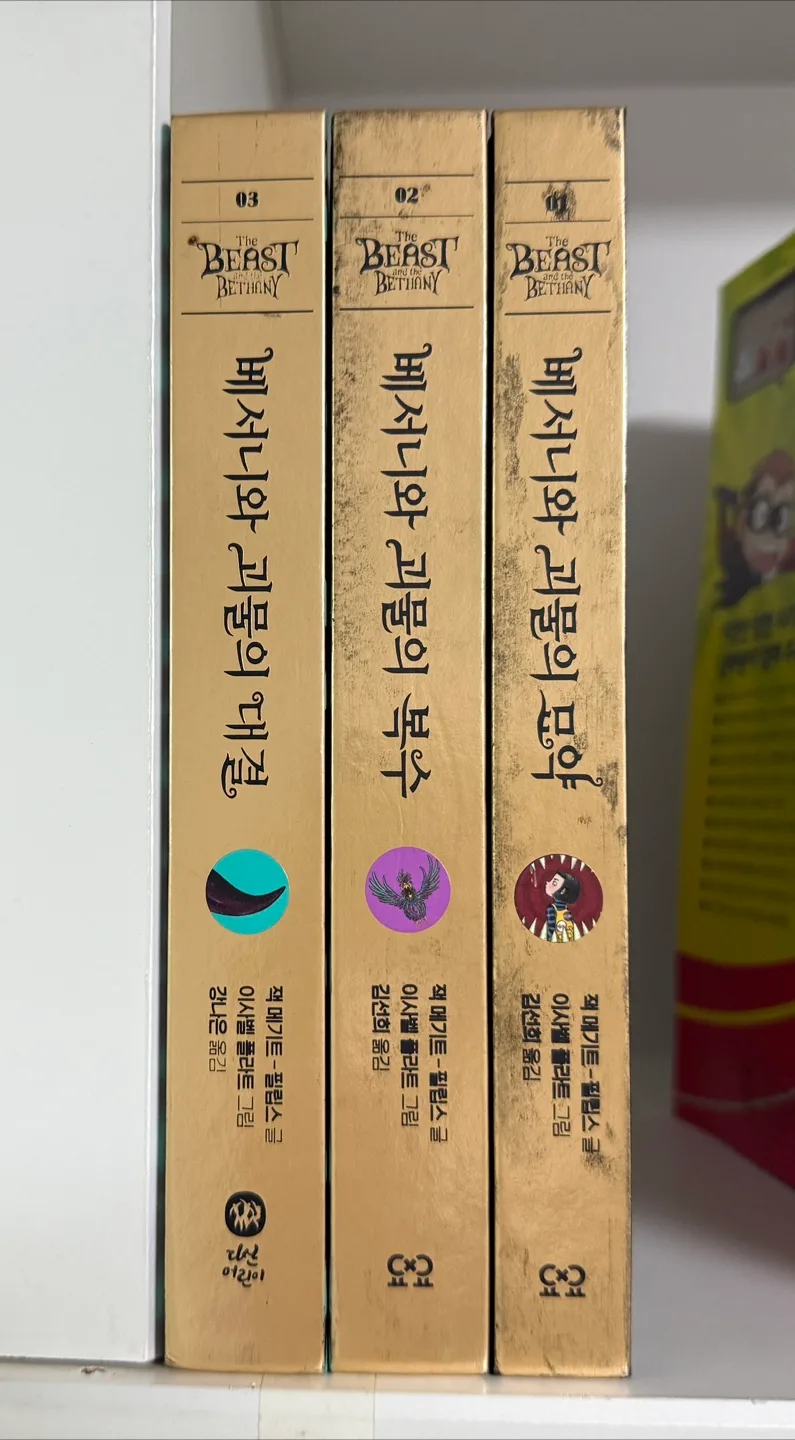 03
The
BEAST
and the
BETHANY
베서니와 괴물의 대결
잭 메기트-필립스 글
이사벨 폴라트 그림
강나은 옮김
02
The
BEAST
and the
BETHANY
베서니와 괴물의 복수
잭 메기트-필립스 글
이사벨 폴라트 그림
김선희 옮김
01
The
BEAST
and the
BETHANY
베서니와 괴물의 묘약
잭 메기트-필립스 글
이사벨 폴라트 그림
김선희 옮김